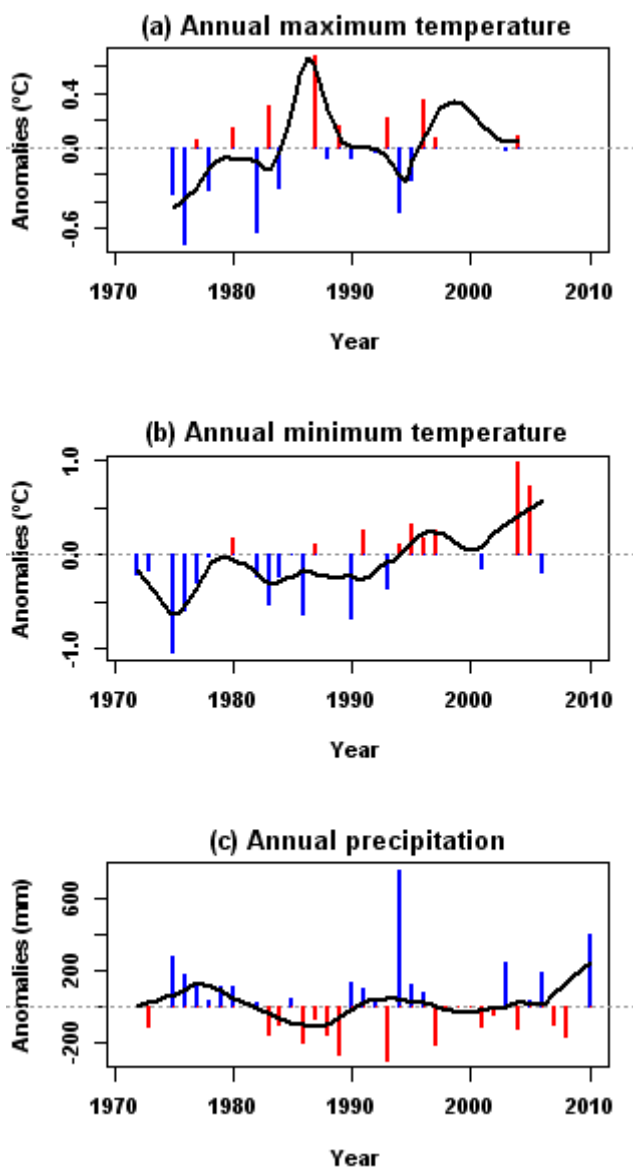 (a) Annual maximum temperature
Anomalies (°C)
0.4
0.0
-0.6
1970 1980 1990 2000 2010
Year
(b) Annual minimum temperature
Anomalies (°C)
1.0
0.0
-1.0
1970 1980 1990 2000 2010
Year
(c) Annual precipitation
Anomalies (mm)
600
200
-200
1970 1980 1990 2000 2010
Year